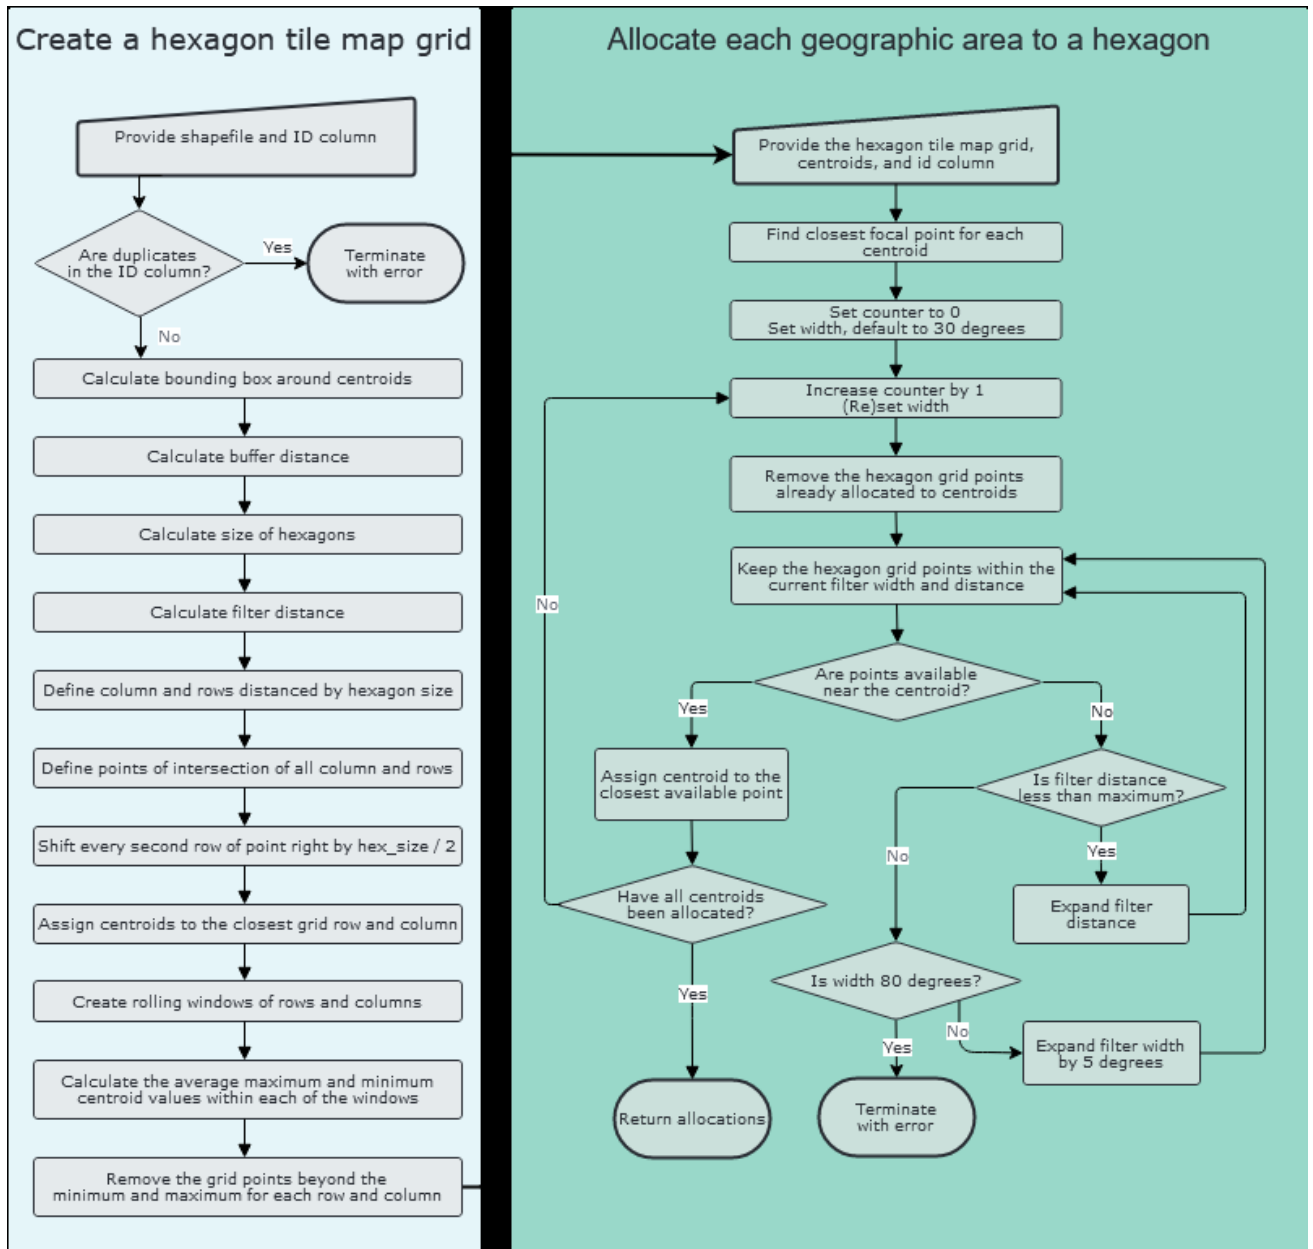 Create a hexagon tile map grid
Provide shapefile and ID column
Are duplicates
in the ID column?
Yes
Terminate
with error
No
Calculate bounding box around centroids
Calculate buffer distance
Calculate size of hexagons
Calculate filter distance
Define column and rows distanced by hexagon size
Define points of intersection of all column and rows
Shift every second row of point right by hex_size / 2
Assign centroids to the closest grid row and column
Create rolling windows of rows and columns
Calculate the average maximum and minimum
centroid values within each of the windows
Remove the grid points beyond the
minimum and maximum for each row and column
Allocate each geographic area to a hexagon
Provide the hexagon tile map grid,
centroids, and id column
Find closest focal point for each
centroid
Set counter to 0
Set width, default to 30 degrees
Increase counter by 1
(Re)set width
Remove the hexagon grid points
already allocated to centroids
Keep the hexagon grid points within the
current filter width and distance
No
Are points available
near the centroid?
Yes
No
Assign centroid to the
closest available point
Is filter distance
less than maximum?
No
Yes
Have all centroids
been allocated?
Expand filter
distance
Is width 80 degrees?
Yes
No
Yes
Expand filter width
by 5 degrees
Return allocations
Terminate
with error